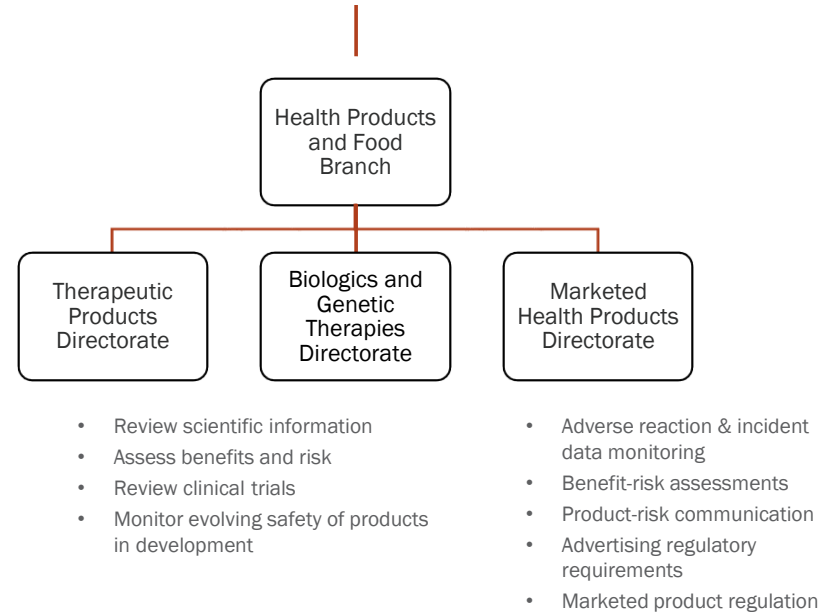 Health Products
and Food
Branch
Therapeutic
Products
Directorate
Biologics and
Genetic
Therapies
Directorate
Marketed
Health Products
Directorate
• Review scientific information
• Assess benefits and risk
• Review clinical trials
• Monitor evolving safety of products
in development
• Adverse reaction & incident
data monitoring
• Benefit-risk assessments
• Product-risk communication
• Advertising regulatory
requirements
• Marketed product regulation